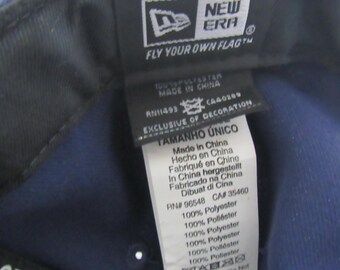 NEW
ERA
FLY YOUR OWN FLAG™
100% POLYESTER
MADE IN CHINA
RN11493 CA00389
EXCLUSIVE OF DECORATION
TAMANHO ÚNICO
Made in China
Hecho en China
Fabriqué en Chine
In China hergestellt
Fabricado na China
Dibuat di Cina
RN# 96548 CA# 35460
100% Polyester
100% Poliéster
100% Polyester
100% Polyester
100% Poliéster
100% Poliester